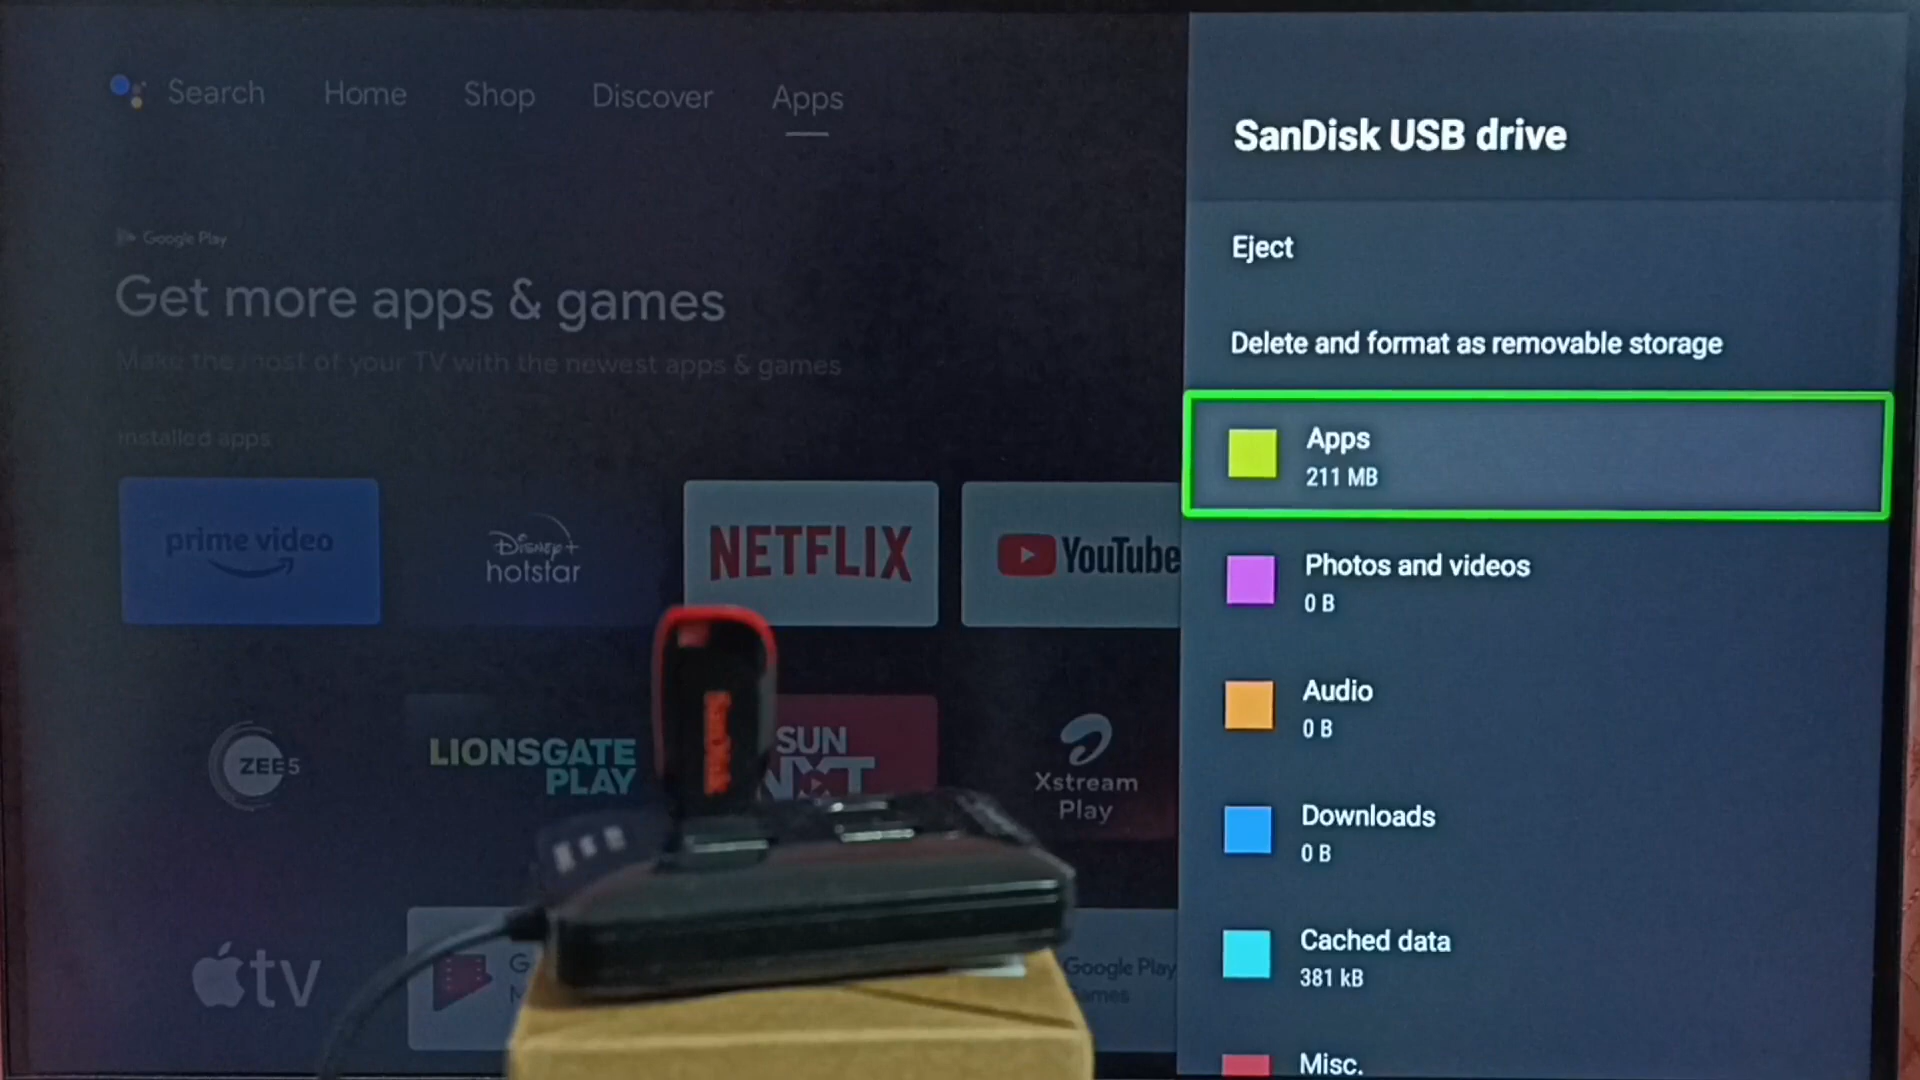 Search Home Shop Discover Apps
Google Play
Get more apps & games
Make the most of your TV with the newest apps & games
Installed apps
prime video
Disney+
hotstar
NETFLIX
YouTube
ZEE5
LIONSGATE
PLAY
SUN
NXT
Xstream
Play
tv
Google Play
SanDisk
SanDisk USB drive
Eject
Delete and format as removable storage
Apps
211 MB
Photos and videos
0 B
Audio
0 B
Downloads
0 B
Cached data
381 kB
Misc.